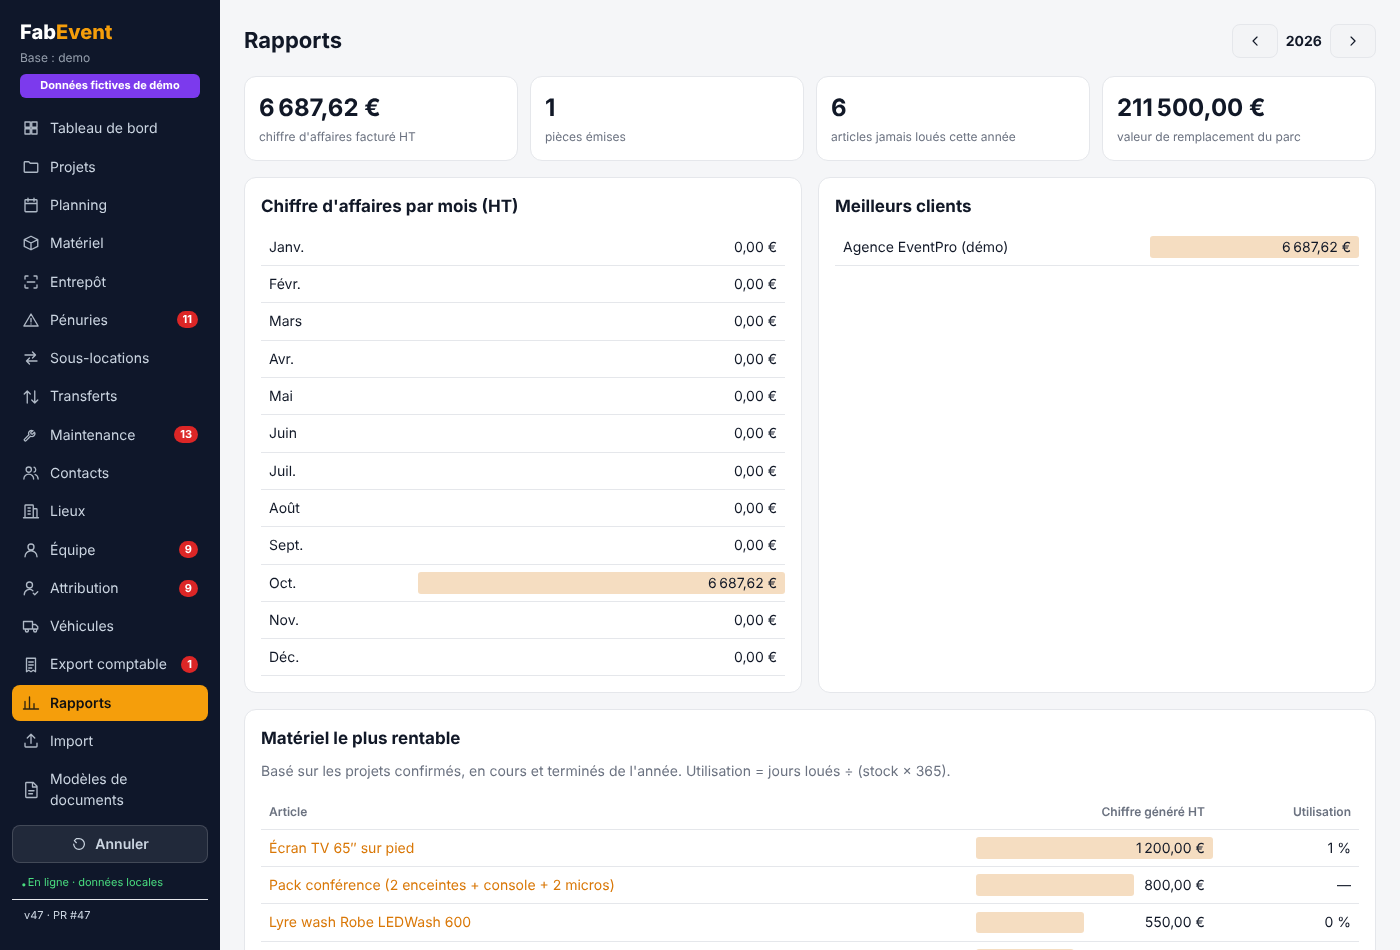 FabEvent
Base : demo
Données fictives de démo
Tableau de bord
Projets
Planning
Matériel
Entrepôt
Pénuries 11
Sous-locations
Transferts
Maintenance 13
Contacts
Lieux
Équipe 9
Attribution 9
Véhicules
Export comptable 1
Rapports
Import
Modèles de
documents
Annuler
En ligne · données locales
v47 · PR #47
Rapports
2026
6 687,62 €
chiffre d'affaires facturé HT
1
pièces émises
6
articles jamais loués cette année
211 500,00 €
valeur de remplacement du parc
Chiffre d'affaires par mois (HT)
Janv. 0,00 €
Févr. 0,00 €
Mars 0,00 €
Avr. 0,00 €
Mai 0,00 €
Juin 0,00 €
Juil. 0,00 €
Août 0,00 €
Sept. 0,00 €
Oct. 6 687,62 €
Nov. 0,00 €
Déc. 0,00 €
Meilleurs clients
Agence EventPro (démo) 6 687,62 €
Matériel le plus rentable
Basé sur les projets confirmés, en cours et terminés de l'année. Utilisation = jours loués ÷ (stock × 365).
Article Chiffre généré HT Utilisation
Écran TV 65″ sur pied 1 200,00 € 1 %
Pack conférence (2 enceintes + console + 2 micros) 800,00 € —
Lyre wash Robe LEDWash 600 550,00 € 0 %